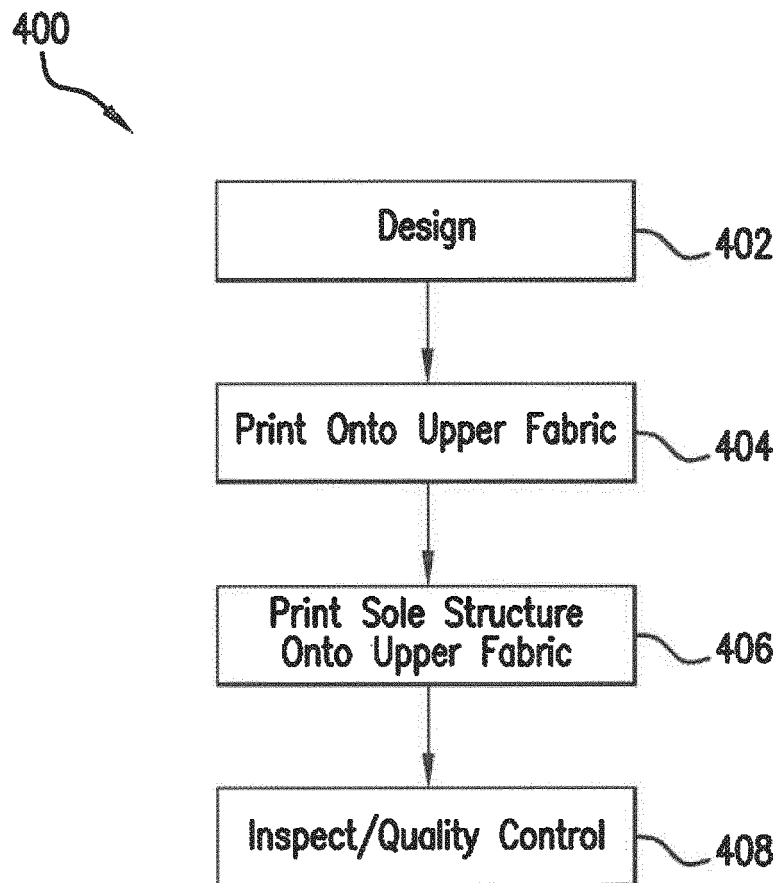 400
Design
402
Print Onto Upper Fabric
404
Print Sole Structure
Onto Upper Fabric
406
Inspect/Quality Control
408